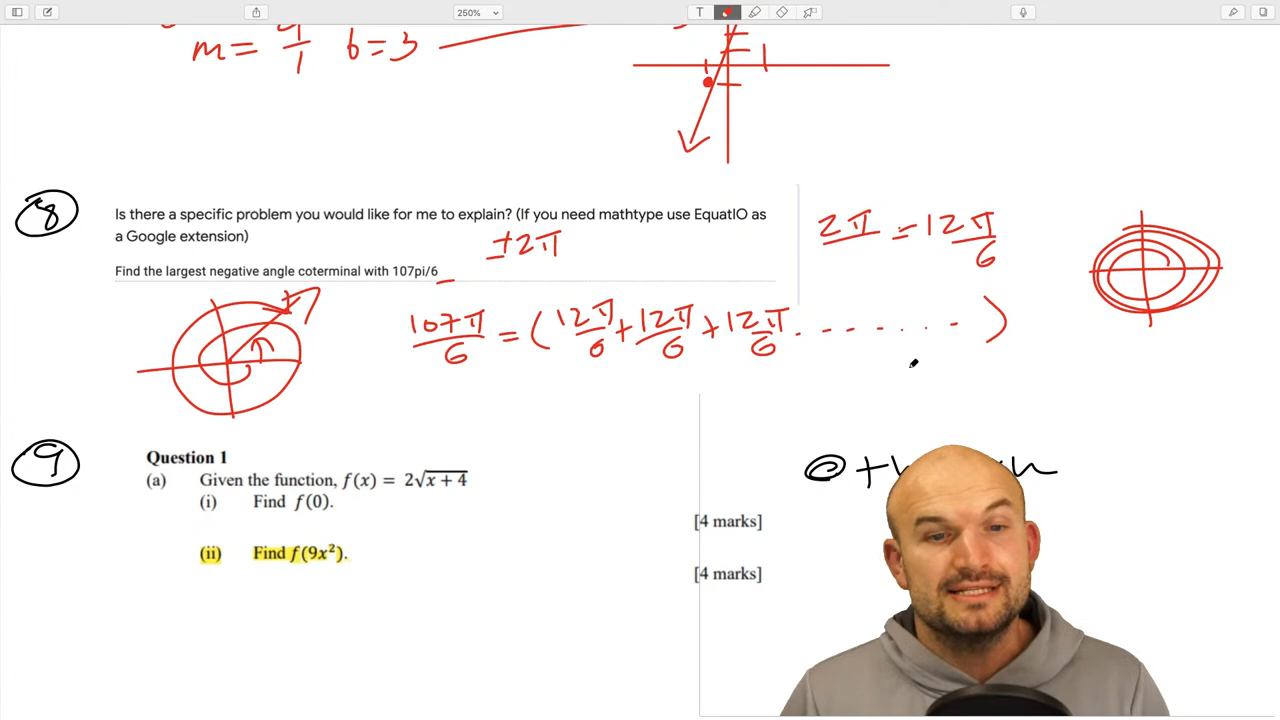 250%
T
m = 4/1 b = 3
1
8
Is there a specific problem you would like for me to explain? (If you need mathtype use EquatIO as
a Google extension)
±2π
Find the largest negative angle coterminal with 107pi/6
2π = 12π/6
107π/6 = (12π/6 + 12π/6 + 12π/6 ..........)
9
Question 1
(a) Given the function, f(x) = 2√x + 4
(i) Find f(0).
[4 marks]
(ii) Find f(9x²).
[4 marks]